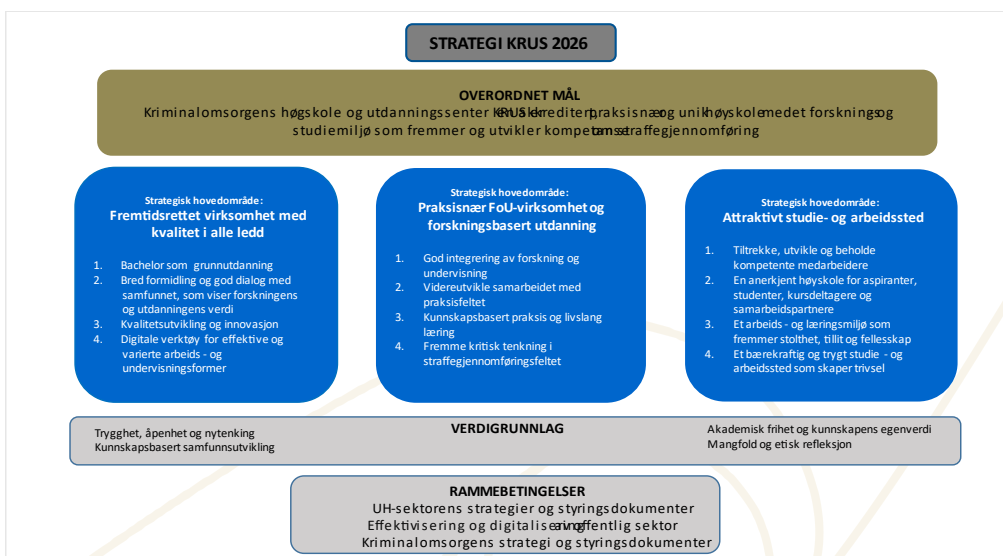 STRATEGI KRUS 2026
OVERORDNET MÅL
Kriminalomsorgens høgskole og utdanningssenter KRUS er en akkreditert, praksisnær og unik høyskole med et forsknings- og
studiemiljø som fremmer og utvikler kompetanse om straffegjennomføring
Strategisk hovedområde:
Fremtidsrettet virksomhet med
kvalitet i alle ledd
1. Bachelor som grunnutdanning
2. Bred formidling og god dialog med
samfunnet, som viser forskningens
og utdanningens verdi
3. Kvalitetsutvikling og innovasjon
4. Digitale verktøy for effektive og
varierte arbeids - og
undervisningsformer
Strategisk hovedområde:
Praksisnær FoU-virksomhet og
forskningsbasert utdanning
1. God integrering av forskning og
undervisning
2. Videreutvikle samarbeidet med
praksisfeltet
3. Kunnskapsbasert praksis og livslang
læring
4. Fremme kritisk tenkning i
straffegjennomføringsfeltet
Strategisk hovedområde:
Attraktivt studie- og arbeidssted
1. Tiltrekke, utvikle og beholde
kompetente medarbeidere
2. En anerkjent høyskole for aspiranter,
studenter, kursdeltagere og
samarbeidspartnere
3. Et arbeids - og læringsmiljø som
fremmer stolthet, tillit og fellesskap
4. Et bærekraftig og trygt studie - og
arbeidssted som skaper trivsel
VERDIGRUNNLAG
Trygghet, åpenhet og nytenking
Kunnskapsbasert samfunnsutvikling
Akademisk frihet og kunnskapens egenverdi
Mangfold og etisk refleksjon
RAMMEBETINGELSER
UH-sektorens strategier og styringsdokumenter
Effektivisering og digitalisering av offentlig sektor
Kriminalomsorgens strategi og styringsdokumenter